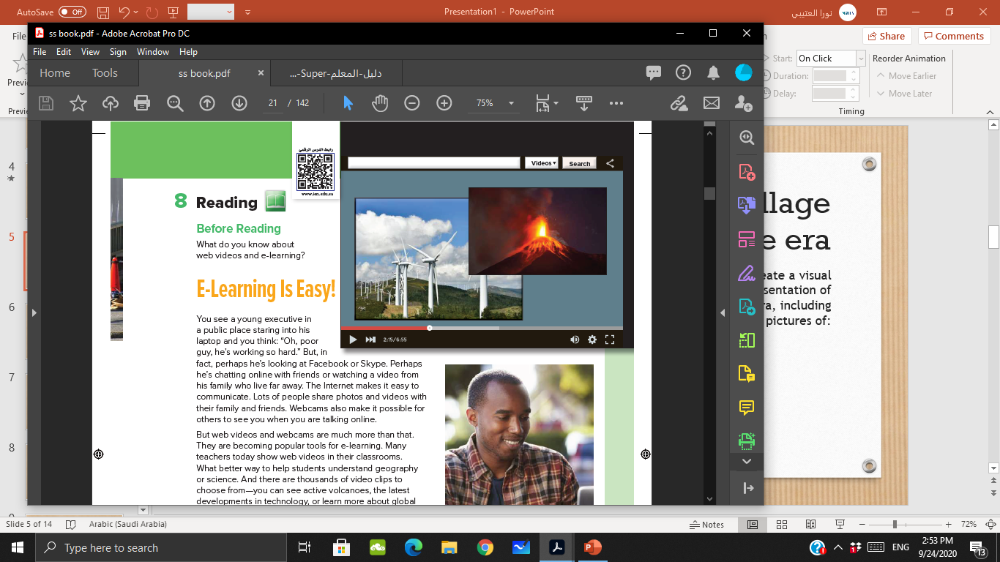 AutoSave Off
Presentation1 - PowerPoint
نورا العتيبي
File
Share
Comments
Start: On Click
Duration:
Delay:
Reorder Animation
Move Earlier
Move Later
Timing
ss book.pdf - Adobe Acrobat Pro DC
File Edit View Sign Window Help
Home Tools ss book.pdf × دليل-المعلم-Super-...
21 / 142 75%
رابط الدرس الرقمي
www.ien.edu.sa
Videos Search
2:15/6:55
8 Reading
Before Reading
What do you know about
web videos and e-learning?
E-Learning Is Easy!
You see a young executive in
a public place staring into his
laptop and you think: “Oh, poor
guy, he’s working so hard.” But, in
fact, perhaps he’s looking at Facebook or Skype. Perhaps
he’s chatting online with friends or watching a video from
his family who live far away. The Internet makes it easy to
communicate. Lots of people share photos and videos with
their family and friends. Webcams also make it possible for
others to see you when you are talking online.
But web videos and webcams are much more than that.
They are becoming popular tools for e-learning. Many
teachers today show web videos in their classrooms.
What better way to help students understand geography
or science. And there are thousands of video clips to
choose from—you can see active volcanoes, the latest
developments in technology, or learn more about global
4
5
6
7
8
llage
e era
eate a visual
sentation of
ra, including
pictures of:
Slide 5 of 14 Arabic (Saudi Arabia) Notes 72%
Type here to search
ENG
2:53 PM
9/24/2020
13